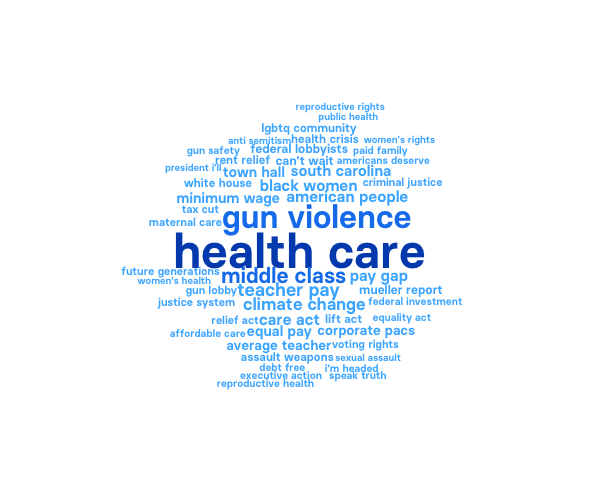 reproductive rights
public health
lgbtq community
anti semitism health crisis women's rights
gun safety federal lobbyists paid family
rent relief can't wait americans deserve
president i'll town hall south carolina
white house black women criminal justice
minimum wage american people
tax cut gun violence
maternal care
health care
future generations middle class pay gap
women's health
gun lobby teacher pay mueller report
justice system climate change federal investment
relief act care act lift act equality act
affordable care equal pay corporate pacs
average teacher voting rights
assault weapons sexual assault
debt free i'm headed
executive action speak truth
reproductive health